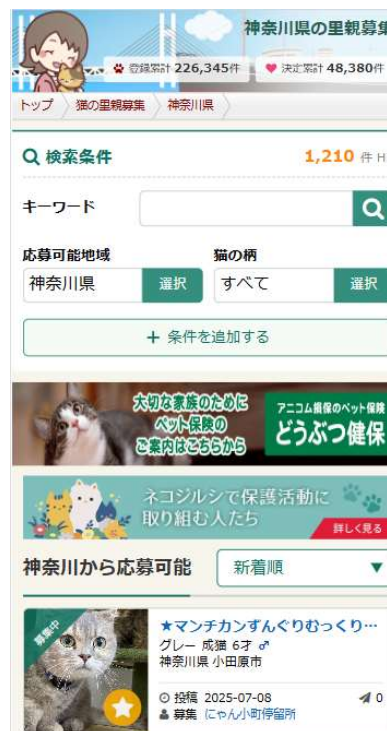 神奈川県の里親募集
登録累計 226,345件 決定累計 48,380件
トップ 猫の里親募集 神奈川県
検索条件 1,210 件 H
キーワード
応募可能地域 猫の柄
神奈川県 選択 すべて 選択
+ 条件を追加する
大切な家族のために
ペット保険の
ご案内はこちらから
アニコム損保のペット保険
どうぶつ健保
ネコジルシで保護活動に
取り組む人たち
詳しく見る
神奈川から応募可能 新着順 ▼
募集中
★マンチカンずんぐりむっくり…
グレー 成猫 6才 ♂
神奈川県 小田原市
投稿 2025-07-08 0
募集 にゃん小町停留所